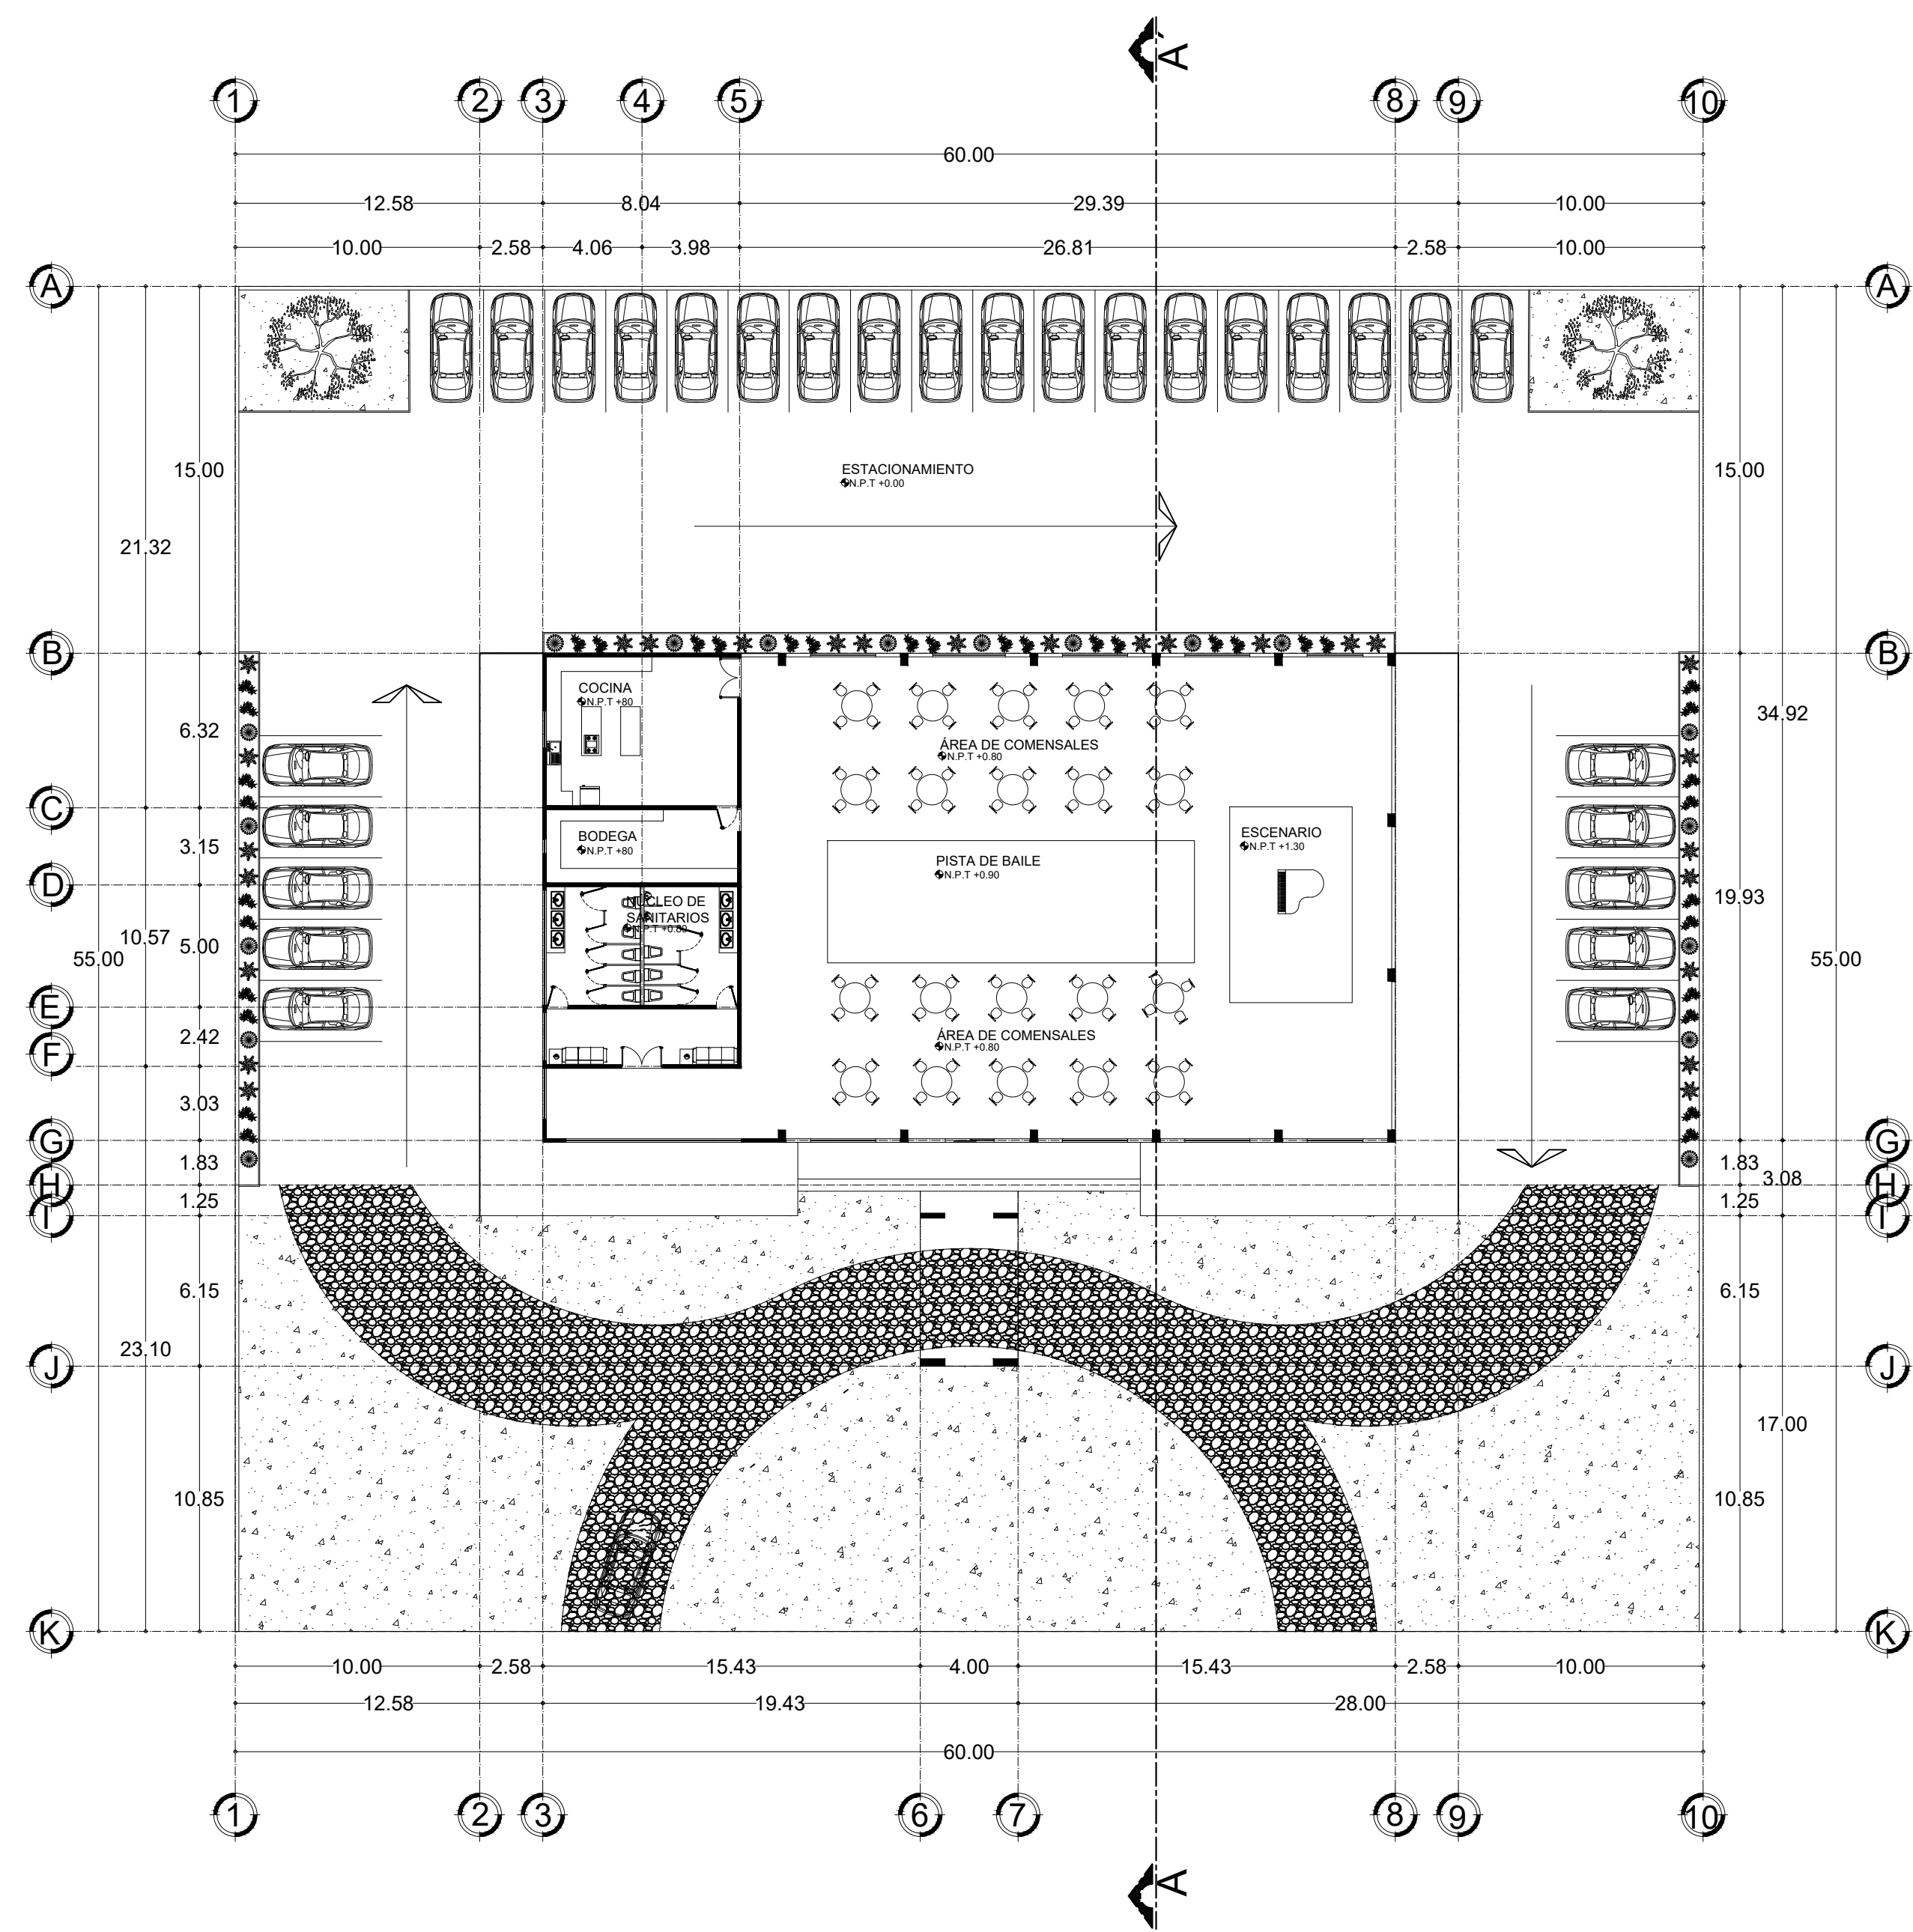 A'
1 2 3 4 5 8 9 10
60.00
12.58 8.04 29.39 10.00
10.00 2.58 4.06 3.98 26.81 2.58 10.00
A A
15.00 ESTACIONAMIENTO 15.00
N.P.T +0.00
21.32
B B
COCINA
N.P.T +80
6.32 34.92
ÁREA DE COMENSALES
N.P.T +0.80
C
BODEGA ESCENARIO
3.15 N.P.T +80 N.P.T +1.30
PISTA DE BAILE
N.P.T +0.90
D
NÚCLEO DE 19.93
SANITARIOS
N.P.T +0.80
10.57 5.00
55.00 55.00
E
2.42 ÁREA DE COMENSALES
N.P.T +0.80
F
3.03
G G
1.83 1.83
H 3.08 H
1.25 1.25
I I
6.15 6.15
23.10
J J
17.00
10.85 10.85
K K
10.00 2.58 15.43 4.00 15.43 2.58 10.00
12.58 19.43 28.00
60.00
1 2 3 6 7 8 9 10
A